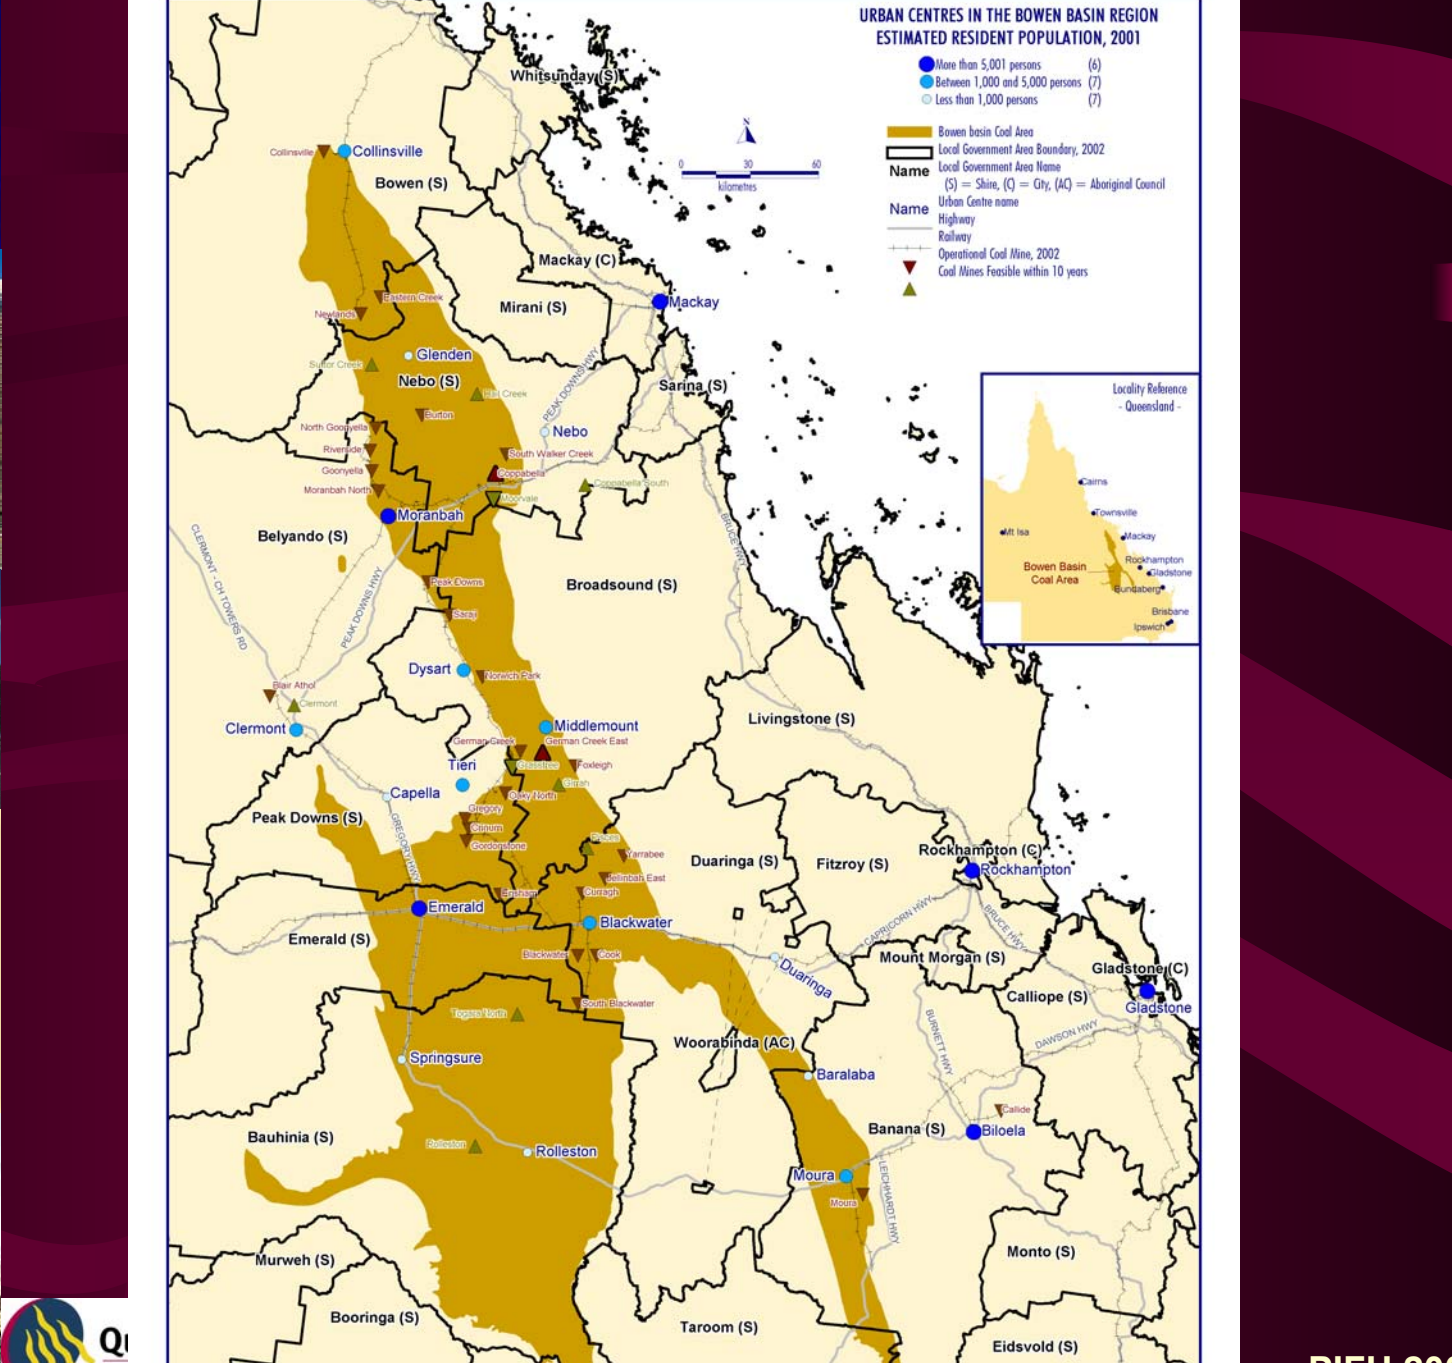 URBAN CENTRES IN THE BOWEN BASIN REGION
ESTIMATED RESIDENT POPULATION, 2001
More than 5,001 persons (6)
Between 1,000 and 5,000 persons (7)
Less than 1,000 persons (7)
Bowen basin Coal Area
Local Government Area Boundary, 2002
Name Local Government Area Name
(S) = Shire, (C) = City, (AC) = Aboriginal Council
Name Urban Centre name
Highway
Railway
Operational Coal Mine, 2002
Coal Mines Feasible within 10 years
N
0 30 60
kilometres
Whitsunday (S)
Collinsville
Collinsville
Bowen (S)
Mackay (C)
Mirani (S)
Mackay
Eastern Creek
Newlands
Glenden
Suttor Creek
Nebo (S)
Hail Creek
Burton
PEAK DOWNS HWY
Sarina (S)
North Goonyella
Nebo
Riverside
South Walker Creek
Goonyella
Coppabella
Coppabella South
Moranbah North
Moorvale
Moranbah
Belyando (S)
CLERMONT - CH TOWERS RD
PEAK DOWNS HWY
BRUCE HWY
Broadsound (S)
Peak Downs
Saraji
Dysart
Norwich Park
Blair Athol
Clermont
Clermont
Middlemount
German Creek
German Creek East
Livingstone (S)
Tieri
Grasstree
Foxleigh
Girrah
Capella
Oaky North
Gregory
Peak Downs (S)
Crinum
GREGORY HWY
Gordonstone
Pisces
Yarrabee
Duaringa (S)
Fitzroy (S)
Rockhampton (C)
Rockhampton
Jellinbah East
Ensham
Curragh
Emerald
Blackwater
CAPRICORN HWY
BRUCE HWY
Emerald (S)
Blackwater
Cook
Duaringa
Mount Morgan (S)
Gladstone (C)
Calliope (S)
Gladstone
South Blackwater
Togara North
Woorabinda (AC)
BURNETT HWY
DAWSON HWY
Springsure
Baralaba
Callide
Bauhinia (S)
Rolleston
Rolleston
Banana (S)
Biloela
Moura
Moura
LEICHHARDT HWY
Murweh (S)
Monto (S)
Booringa (S)
Taroom (S)
Eidsvold (S)
Locality Reference
- Queensland -
Cairns
Townsville
Mt Isa
Mackay
Rockhampton
Bowen Basin
Coal Area
Gladstone
Bundaberg
Brisbane
Ipswich